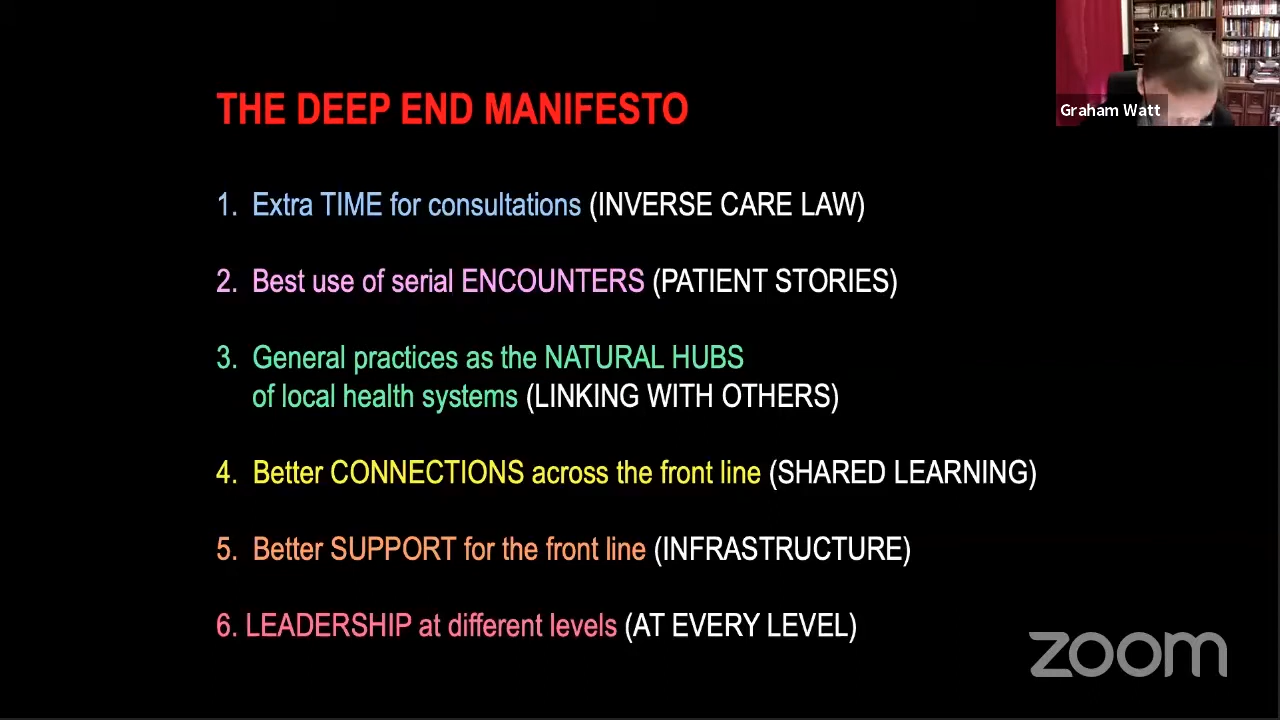 THE DEEP END MANIFESTO
Graham Watt
1. Extra TIME for consultations (INVERSE CARE LAW)
2. Best use of serial ENCOUNTERS (PATIENT STORIES)
3. General practices as the NATURAL HUBS
of local health systems (LINKING WITH OTHERS)
4. Better CONNECTIONS across the front line (SHARED LEARNING)
5. Better SUPPORT for the front line (INFRASTRUCTURE)
6. LEADERSHIP at different levels (AT EVERY LEVEL)
zoom